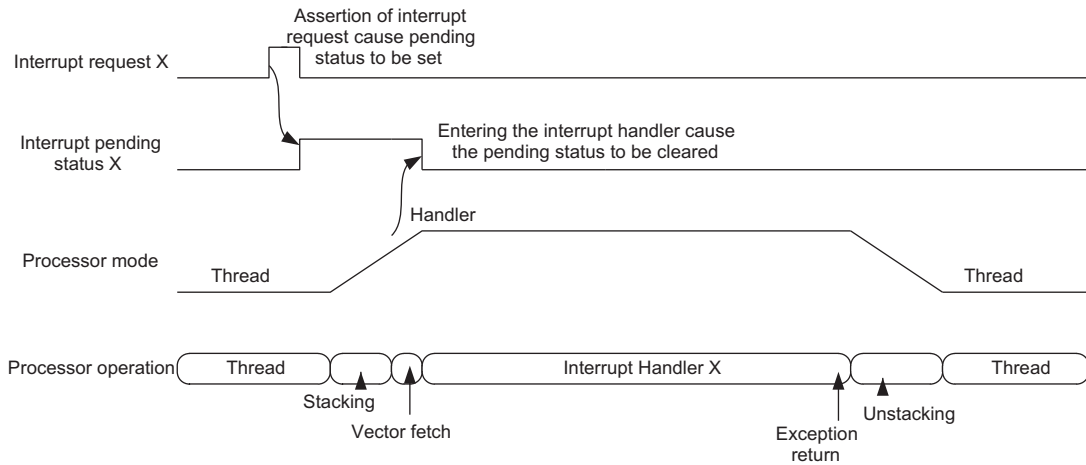 Assertion of interrupt
request cause pending
status to be set
Interrupt request X
Entering the interrupt handler cause
the pending status to be cleared
Interrupt pending
status X
Handler
Processor mode
Thread
Thread
Processor operation
Thread
Interrupt Handler X
Thread
Stacking
Unstacking
Vector fetch
Exception
return